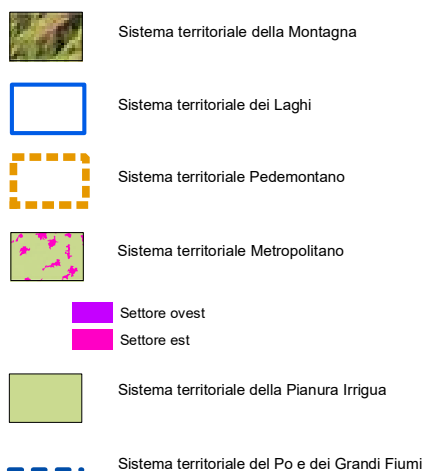 Sistema territoriale della Montagna
Sistema territoriale dei Laghi
Sistema territoriale Pedemontano
Sistema territoriale Metropolitano
Settore ovest
Settore est
Sistema territoriale della Pianura Irrigua
Sistema territoriale del Po e dei Grandi Fiumi